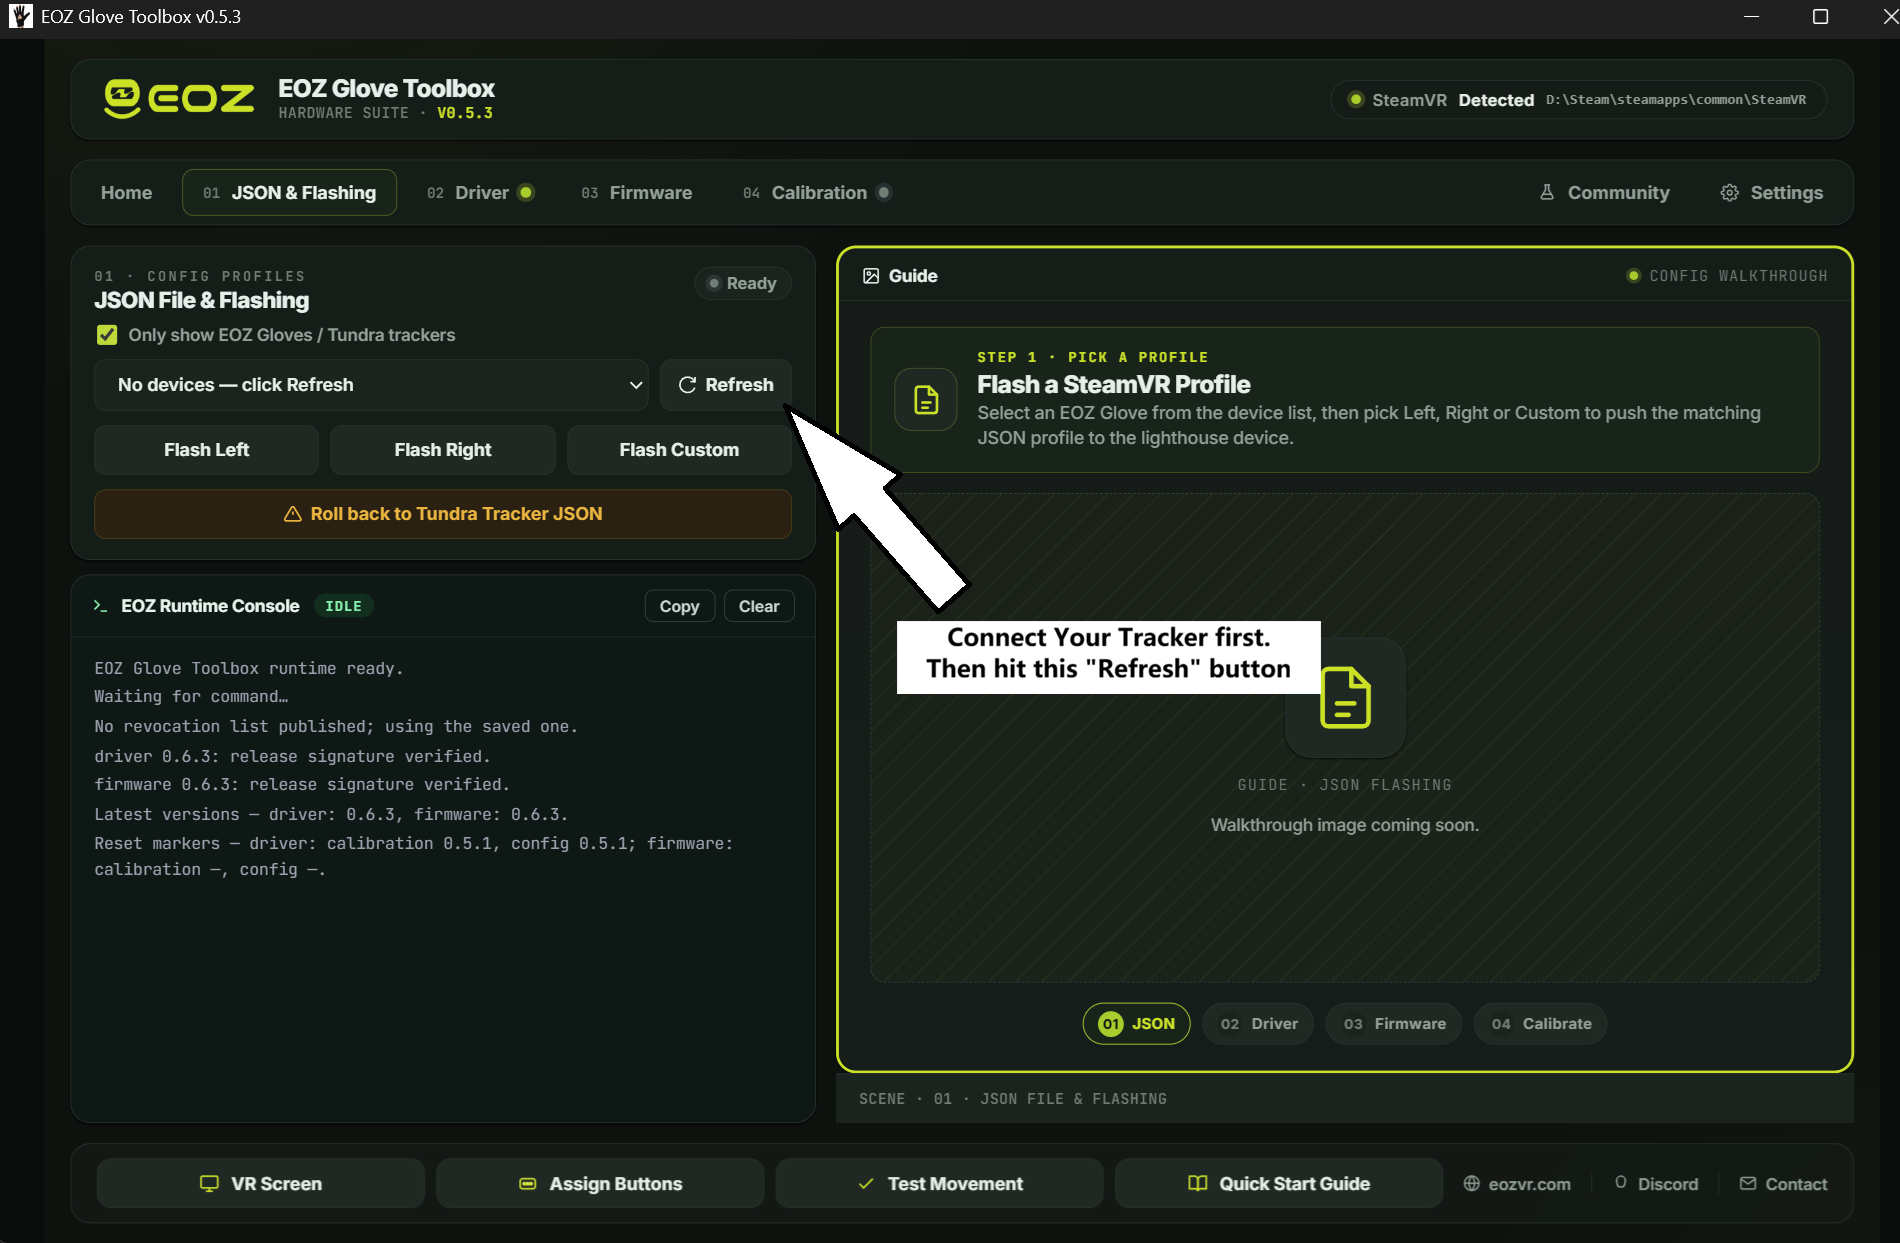 EOZ Glove Toolbox v0.5.3
EOZ
EOZ Glove Toolbox
HARDWARE SUITE · V0.5.3
SteamVR Detected D:\Steam\steamapps\common\SteamVR
Home
01 JSON & Flashing
02 Driver
03 Firmware
04 Calibration
Community
Settings
01 · CONFIG PROFILES
JSON File & Flashing
Ready
Only show EOZ Gloves / Tundra trackers
No devices — click Refresh
Refresh
Flash Left
Flash Right
Flash Custom
Roll back to Tundra Tracker JSON
EOZ Runtime Console
IDLE
Copy
Clear
EOZ Glove Toolbox runtime ready.
Waiting for command…
No revocation list published; using the saved one.
driver 0.6.3: release signature verified.
firmware 0.6.3: release signature verified.
Latest versions — driver: 0.6.3, firmware: 0.6.3.
Reset markers — driver: calibration 0.5.1, config 0.5.1; firmware:
calibration —, config —.
Guide
CONFIG WALKTHROUGH
STEP 1 · PICK A PROFILE
Flash a SteamVR Profile
Select an EOZ Glove from the device list, then pick Left, Right or Custom to push the matching
JSON profile to the lighthouse device.
Connect Your Tracker first.
Then hit this "Refresh" button
GUIDE · JSON FLASHING
Walkthrough image coming soon.
01 JSON
02 Driver
03 Firmware
04 Calibrate
SCENE · 01 · JSON FILE & FLASHING
VR Screen
Assign Buttons
Test Movement
Quick Start Guide
eozvr.com
Discord
Contact